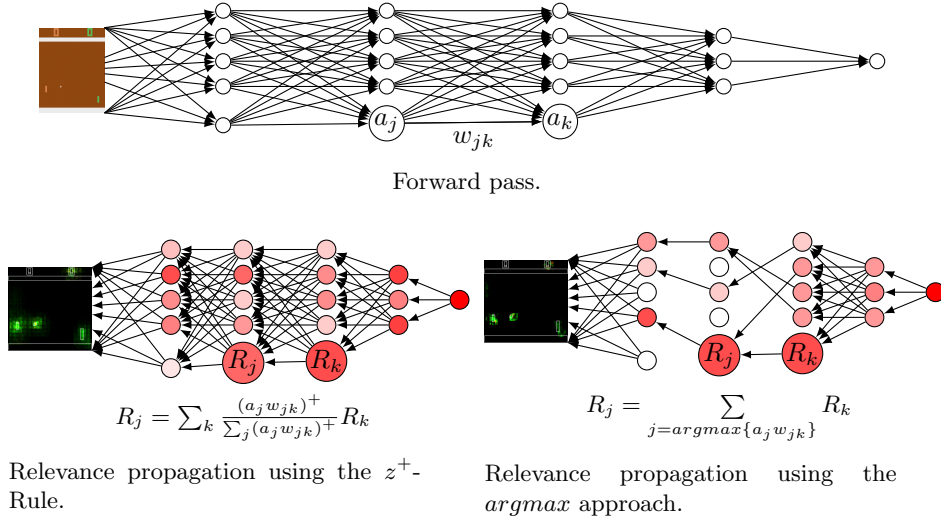 a_j
a_k
w_{jk}
Forward pass.
R_j R_k
R_j R_k
R_j = \sum_k \frac{(a_j w_{jk})^+}{\sum_j (a_j w_{jk})^+} R_k
R_j = \sum_{j=argmax\{a_j w_{jk}\}} R_k
Relevance propagation using the z^+-
Rule.
Relevance propagation using the
argmax approach.